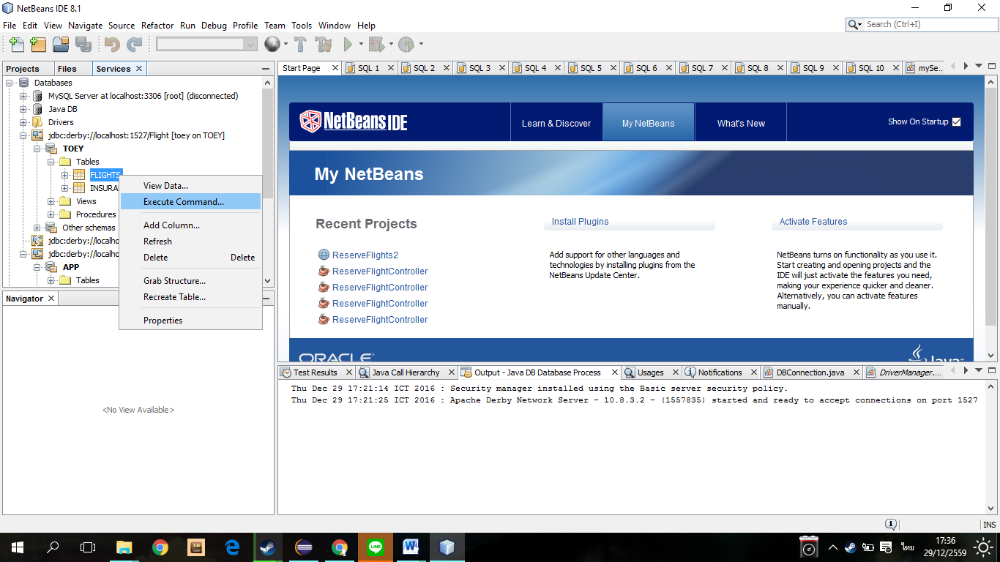 NetBeans IDE 8.1
File Edit View Navigate Source Refactor Run Debug Profile Team Tools Window Help
Search (Ctrl+I)
Projects Files Services
Databases
MySQL Server at localhost:3306 [root] (disconnected)
Java DB
Drivers
jdbc:derby://localhost:1527/Flight [toey on TOEY]
TOEY
Tables
FLIGHTS
INSURA
Views
Procedures
Other schemas
jdbc:derby://localho
jdbc:derby://localho
APP
Tables
View Data...
Execute Command...
Add Column...
Refresh
Delete Delete
Grab Structure...
Recreate Table...
Properties
Navigator
<No View Available>
Start Page SQL 1 SQL 2 SQL 3 SQL 4 SQL 5 SQL 6 SQL 7 SQL 8 SQL 9 SQL 10 mySe...
NetBeans IDE
Learn & Discover My NetBeans What's New Show On Startup
My NetBeans
Recent Projects
ReserveFlights2
ReserveFlightController
ReserveFlightController
ReserveFlightController
ReserveFlightController
Install Plugins
Add support for other languages and
technologies by installing plugins from the
NetBeans Update Center.
Activate Features
NetBeans turns on functionality as you use it.
Start creating and opening projects and the
IDE will just activate the features you need,
making your experience quicker and cleaner.
Alternatively, you can activate features
manually.
ORACLE Java
Test Results Java Call Hierarchy Output - Java DB Database Process Usages Notifications DBConnection.java DriverManager....
Thu Dec 29 17:21:14 ICT 2016 : Security manager installed using the Basic server security policy.
Thu Dec 29 17:21:25 ICT 2016 : Apache Derby Network Server - 10.8.3.2 - (1557835) started and ready to accept connections on port 1527
1 INS
LINE
ไทย
17:36
29/12/2559